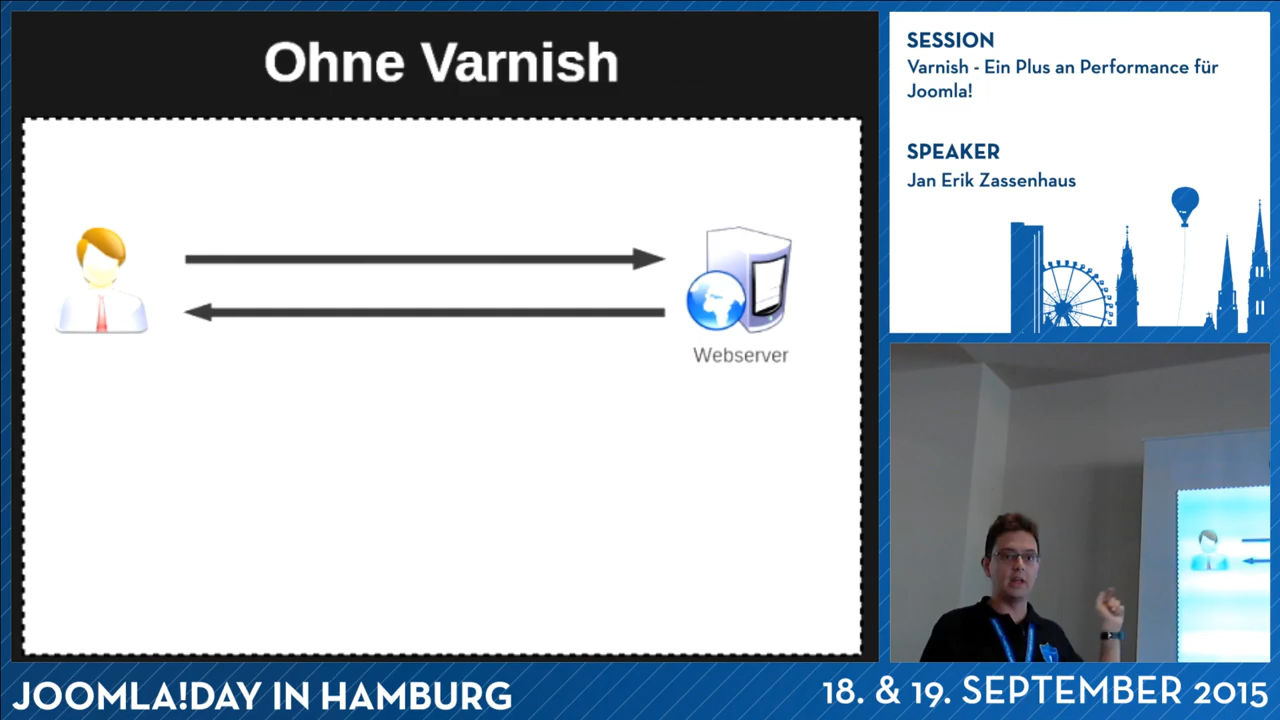 Ohne Varnish
Webserver
SESSION
Varnish - Ein Plus an Performance für
Joomla!
SPEAKER
Jan Erik Zassenhaus
JOOMLA!DAY IN HAMBURG
18. & 19. SEPTEMBER 2015